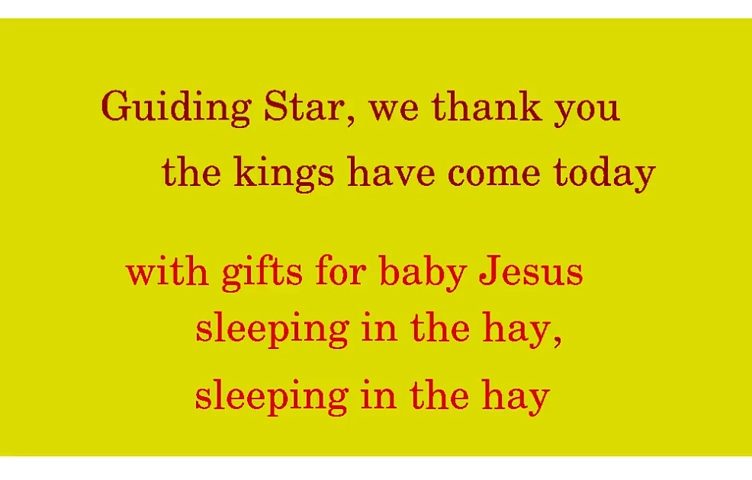 Guiding Star, we thank you
the kings have come today
with gifts for baby Jesus
sleeping in the hay,
sleeping in the hay